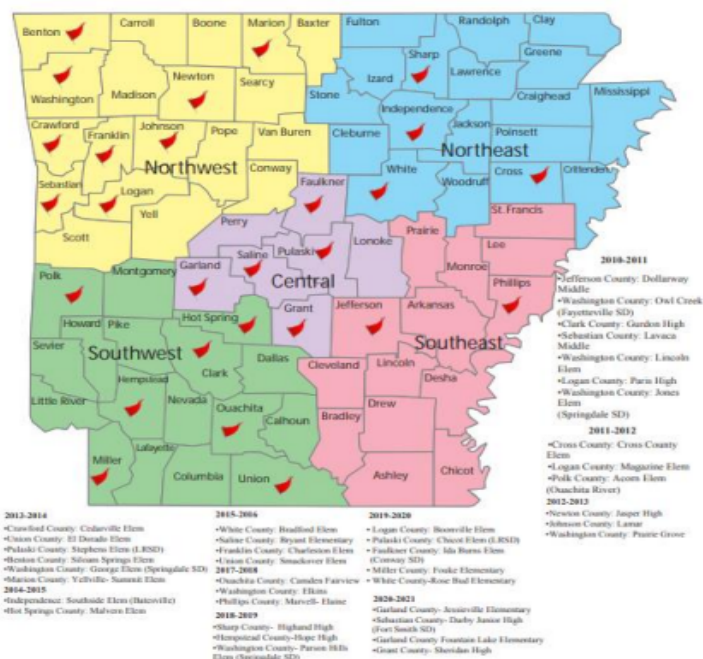 Benton
Carroll
Boone
Marion
Baxter
Fulton
Randolph
Clay
Sharp
Greene
Washington
Madison
Newton
Searcy
Stone
Izard
Lawrence
Craighead
Mississippi
Independence
Crawford
Franklin
Johnson
Pope
Van Buren
Cleburne
Jackson
Poinsett
Northwest
Northeast
Conway
Faulkner
White
Woodruff
Cross
Crittenden
Sebastian
Logan
Yell
Scott
St. Francis
Perry
Pulaski
Lonoke
Prairie
Lee
Saline
Garland
Central
Monroe
Phillips
Polk
Montgomery
Hot Spring
Grant
Jefferson
Arkansas
Howard
Pike
Southwest
Southeast
Sevier
Clark
Dallas
Cleveland
Lincoln
Desha
Hempstead
Little River
Nevada
Ouachita
Calhoun
Bradley
Drew
Miller
Lafayette
Columbia
Union
Ashley
Chicot
2010-2011
•Jefferson County: Dollarway
Middle
•Washington County: Owl Creek
(Fayetteville SD)
•Clark County: Gurdon High
•Sebastian County: Lavaca
Middle
•Washington County: Lincoln
Elem
•Logan County: Paris High
•Washington County: Jones
Elem
(Springdale SD)
2011-2012
•Cross County: Cross County
Elem
•Logan County: Magazine Elem
•Polk County: Acorn Elem
(Ouachita River)
2012-2013
•Newton County: Jasper High
•Johnson County: Lamar
•Washington County: Prairie Grove
2013-2014
•Crawford County: Cedarville Elem
•Union County: El Dorado Elem
•Pulaski County: Stephens Elem (LRSD)
•Benton County: Siloam Springs Elem
•Washington County: George Elem (Springdale SD)
•Marion County: Yellville- Summit Elem
2014-2015
•Independence: Southside Elem (Batesville)
•Hot Springs County: Malvern Elem
2015-2016
•White County: Bradford Elem
•Saline County: Bryant Elementary
•Franklin County: Charleston Elem
•Union County: Smackover Elem
2017-2018
•Ouachita County: Camden Fairview
•Washington County: Elkins
•Phillips County: Marvell- Elaine
2018-2019
•Sharp County- Highand High
•Hempstead County-Hope High
•Washington County- Parson Hills
Elem (Springdale SD)
2019-2020
• Logan County: Booneville Elem
• Pulaski County: Chicot Elem (LRSD)
• Faulkner County: Ida Burns Elem
(Conway SD)
• Miller County: Fouke Elementary
• White County-Rose Bud Elementary
2020-2021
•Garland County- Jessieville Elementary
•Sebastian County- Darby Junior High
(Fort Smith SD)
•Garland County Fountain Lake Elementary
•Grant County- Sheridan High